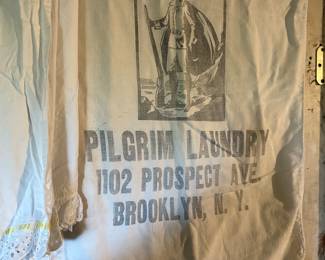 PILGRIM LAUNDRY
1102 PROSPECT AVE.
BROOKLYN, N.Y.